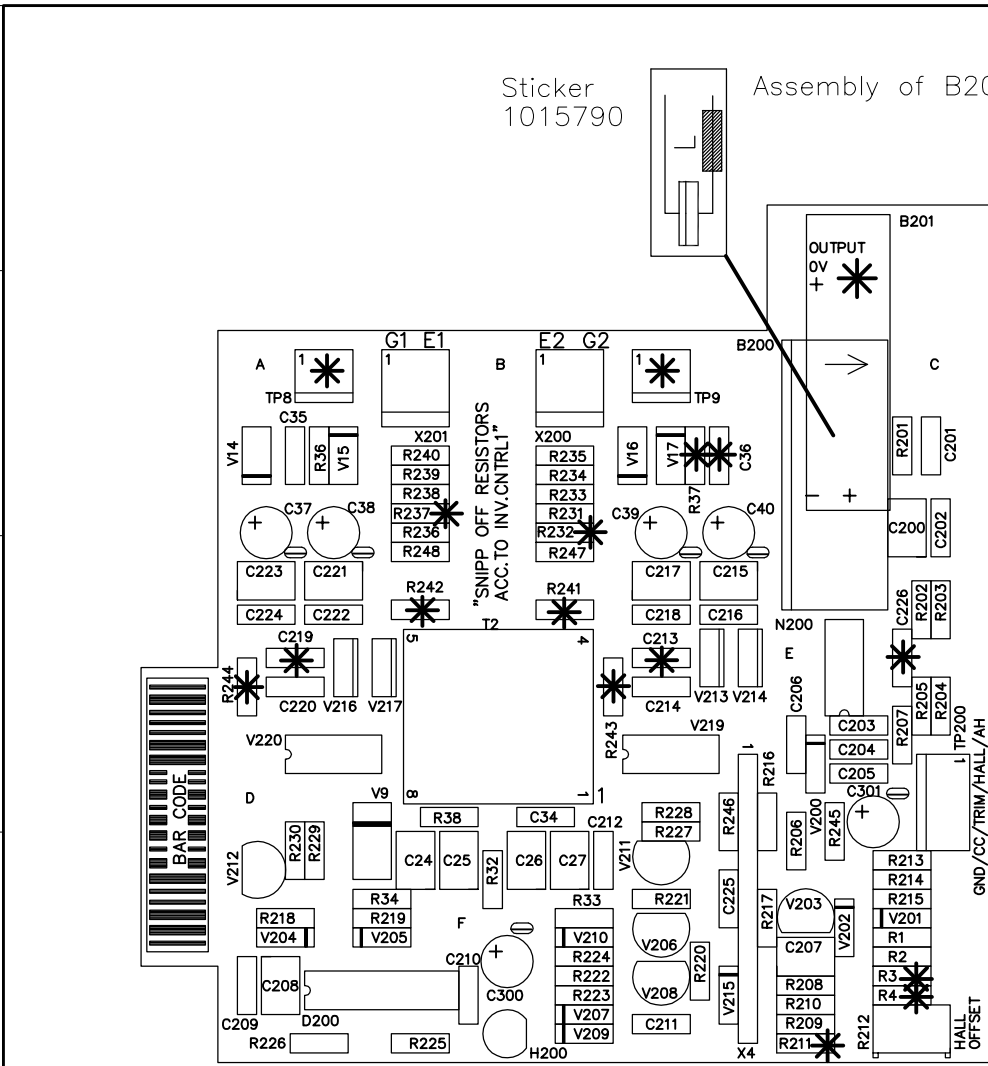 Sticker
1015790
Assembly of B20
L
B201
OUTPUT
0V
+
G1 E1
E2 G2
B200
A
1
1
B
1
1
C
TP8
TP9
C35
X201
X200
V14
R36
V15
"SNIPP OFF RESISTORS
ACC.TO INV.CNTRL1"
V16
V17
R37
C36
R201
C201
R240
R239
R238
R237
R236
R248
R235
R234
R233
R231
R232
R247
- +
C37
C38
C39
C40
+
+
+
+
C200
C202
C223
C221
C217
C215
C224
C222
R242
R241
C218
C216
C226
R202
R203
T2
N200
C219
5
4
C213
E
R244
C220
V216
V217
R243
C214
V213
V214
C206
R205
R204
V220
V219
C203
R207
TP200
C204
C205
1
R216
1
D
V9
8
1
1
C301
+
GND/CC/TRIM/HALL/AH
BAR CODE
R38
C34
C212
R228
R227
R246
V200
R206
R245
V212
R230
R229
C24
C25
R32
C26
C27
V211
R213
R214
R34
R33
R221
C225
R217
V203
R215
R218
R219
F
V202
V201
V204
V205
V210
V206
C207
R1
R224
R220
R2
C210
+
R222
R208
R3
C208
C300
R223
V208
V215
R210
R4
C209
D200
V207
C211
R209
R212
HALL
OFFSET
R226
R225
V209
R211
H200
X4